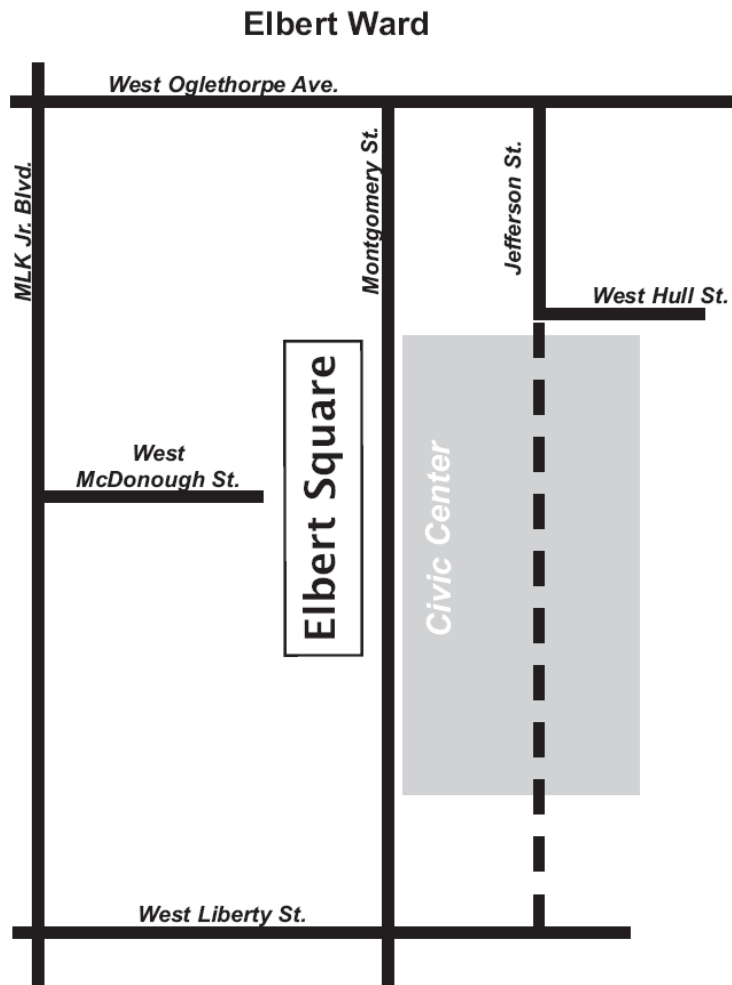 Elbert Ward
West Oglethorpe Ave.
MLK Jr. Blvd.
Montgomery St.
Jefferson St.
West Hull St.
West
McDonough St.
Elbert Square
Civic Center
West Liberty St.